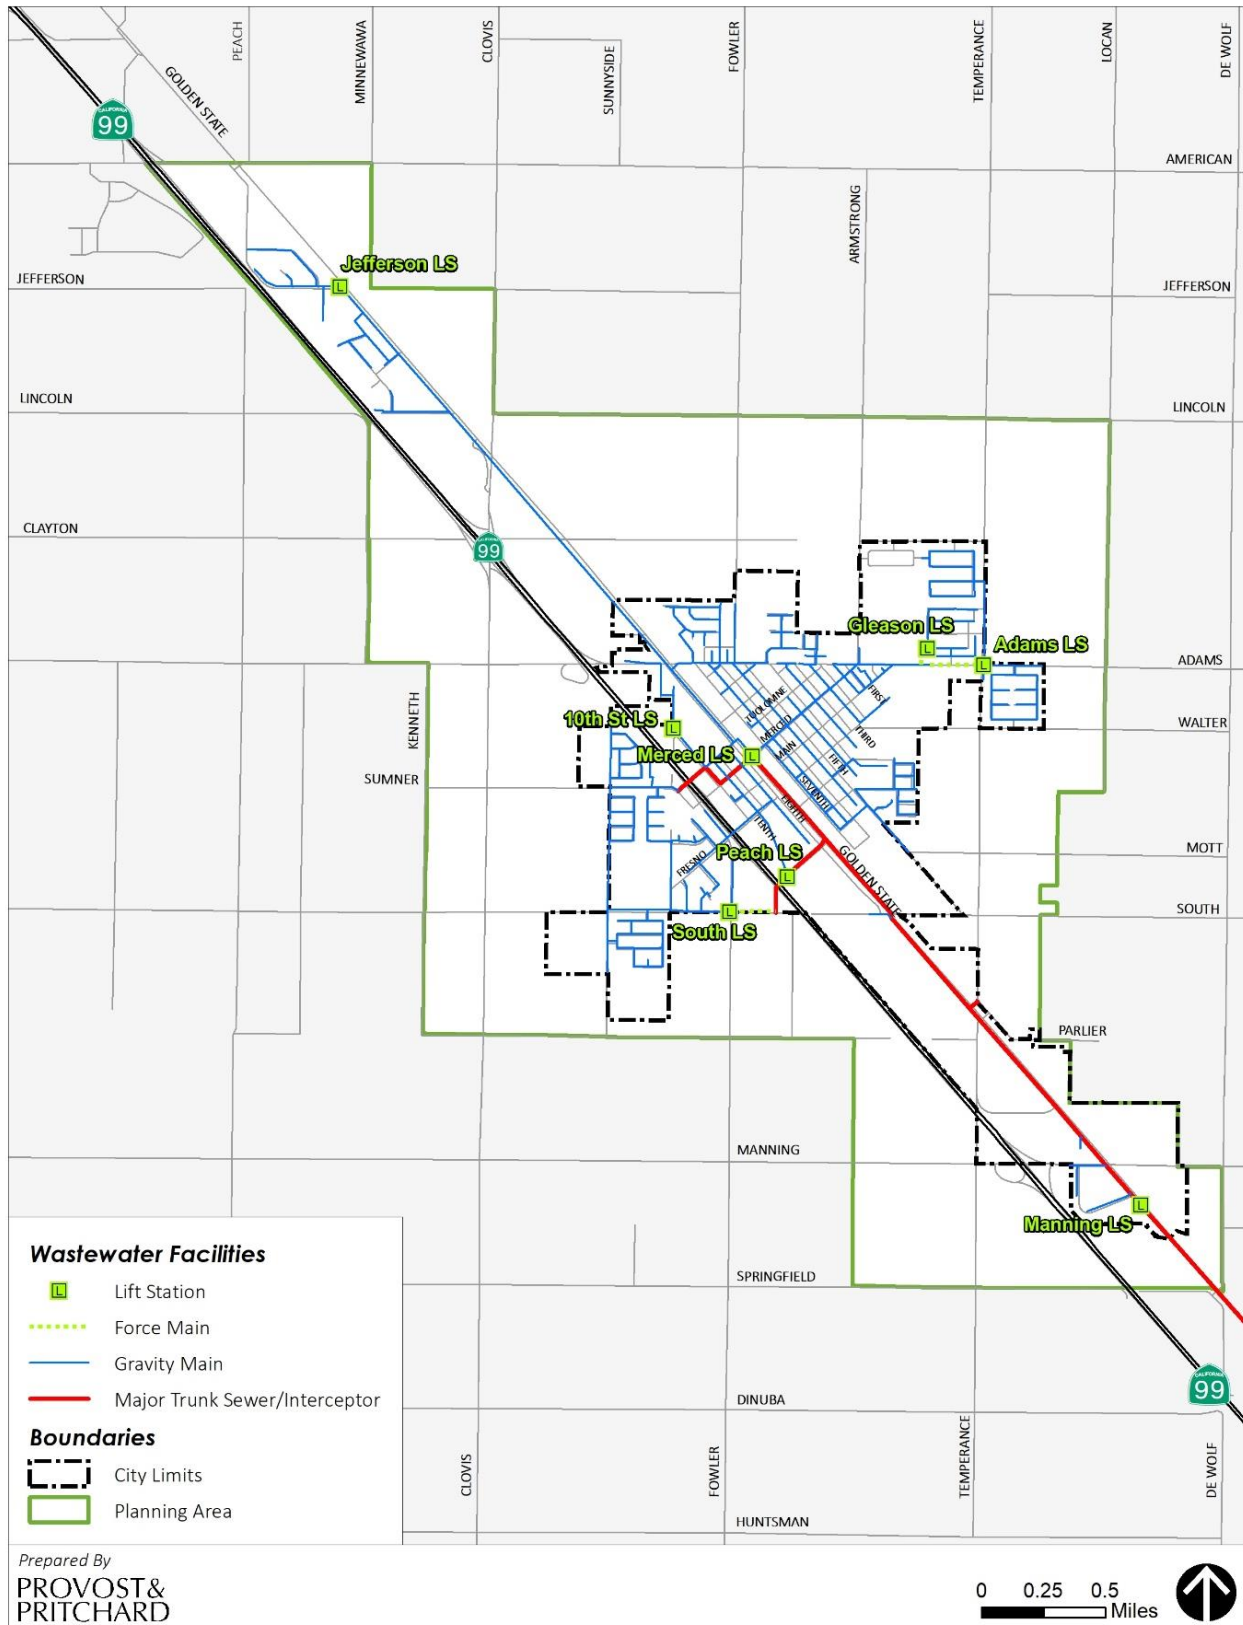 PEACH
MINNEWAWA
CLOVIS
SUNNYSIDE
FOWLER
TEMPERANCE
LOCAN
DE WOLF
GOLDEN STATE
CALIFORNIA
99
AMERICAN
ARMSTRONG
Jefferson LS
L
JEFFERSON
JEFFERSON
LINCOLN
LINCOLN
CLAYTON
CALIFORNIA
99
Gleason LS
L
Adams LS
L
ADAMS
KENNETH
TUOLOMNE
FIRST
10th St LS
L
MERCED
THIRD
WALTER
Merced LS
L
MAIN
FIFTH
SUMNER
SEVENTH
EIGHTH
TENTH
FRESNO
Peach LS
L
GOLDEN STATE
MOTT
SOUTH
L
South LS
PARLIER
MANNING
L
Manning LS
SPRINGFIELD
CALIFORNIA
99
DINUBA
CLOVIS
FOWLER
TEMPERANCE
DE WOLF
HUNTSMAN
Wastewater Facilities
L
Lift Station
Force Main
Gravity Main
Major Trunk Sewer/Interceptor
Boundaries
City Limits
Planning Area
Prepared By
PROVOST&
PRITCHARD
0 0.25 0.5
Miles